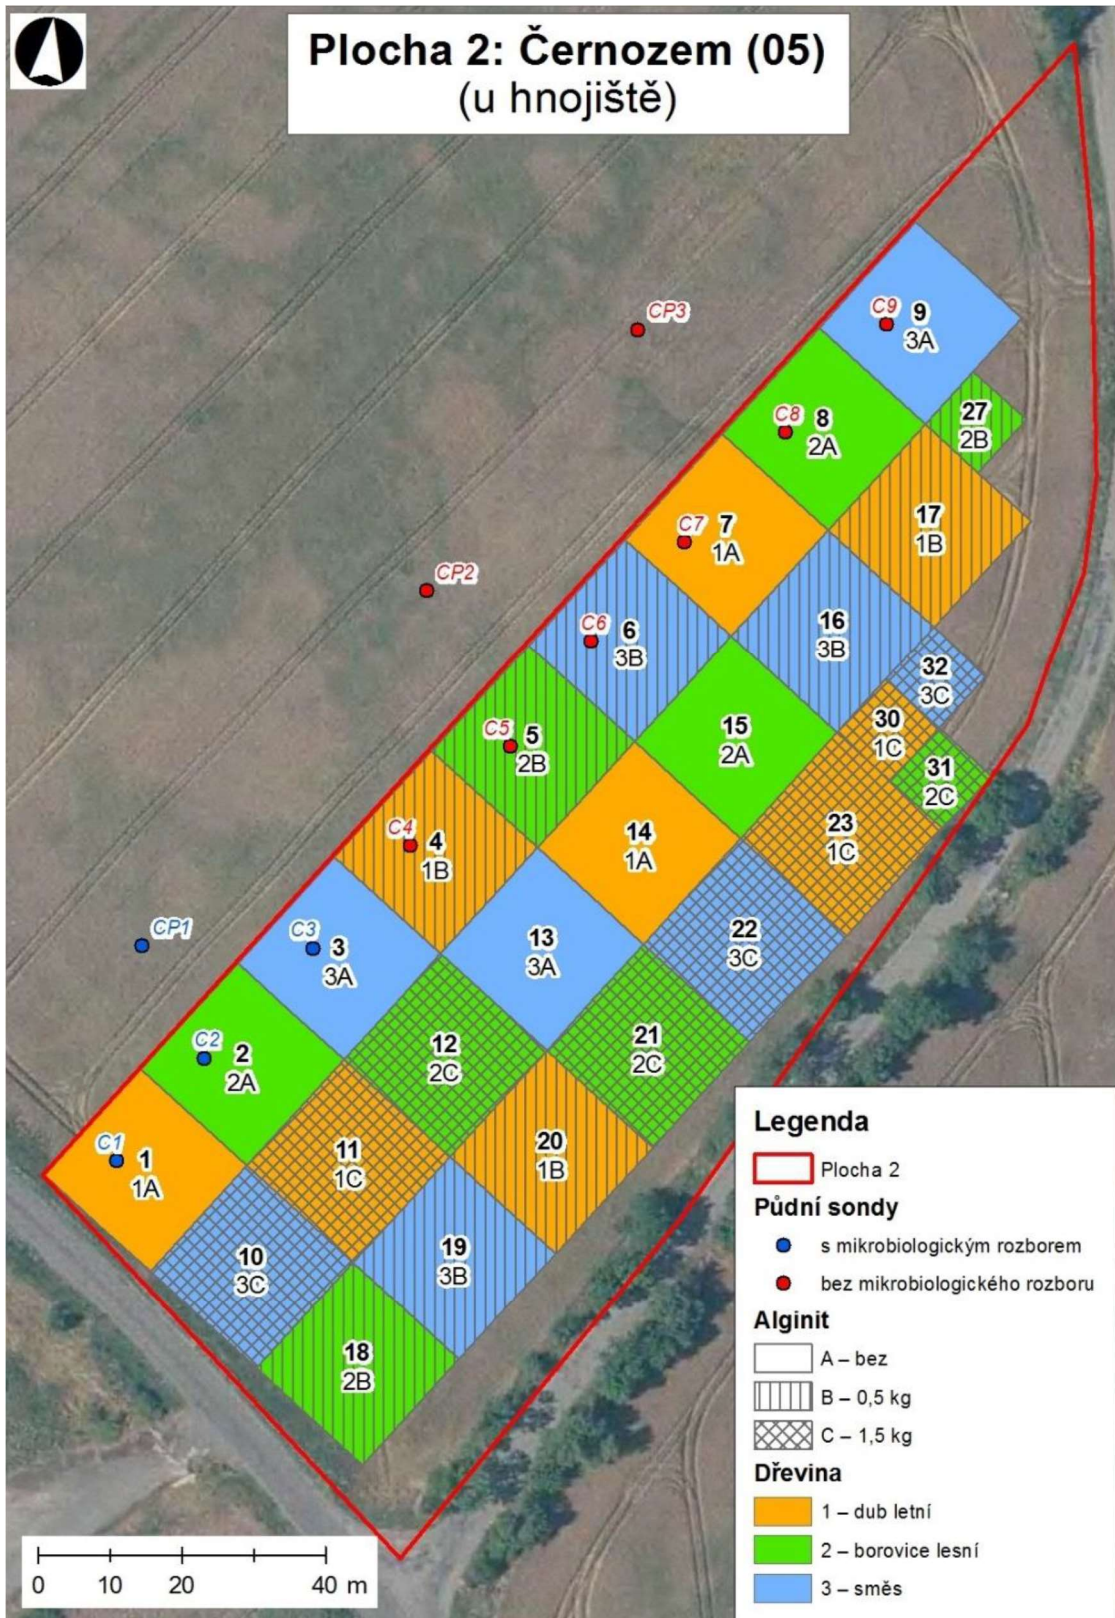 Plocha 2: Černozem (05)
(u hnojiště)
CP3
C9
9
3A
C8
8
2A
27
2B
C7
7
1A
17
1B
CP2
C6
6
3B
16
3B
32
3C
30
1C
31
2C
C5
5
2B
15
2A
23
1C
C4
4
1B
14
1A
22
3C
CP1
C3
3
3A
13
3A
21
2C
C2
2
2A
12
2C
20
1B
C1
1
1A
11
1C
19
3B
10
3C
18
2B
Legenda
Plocha 2
Půdní sondy
s mikrobiologickým rozborem
bez mikrobiologického rozboru
Alginit
A – bez
B – 0,5 kg
C – 1,5 kg
Dřevina
1 – dub letní
2 – borovice lesní
3 – směs
0 10 20 40 m